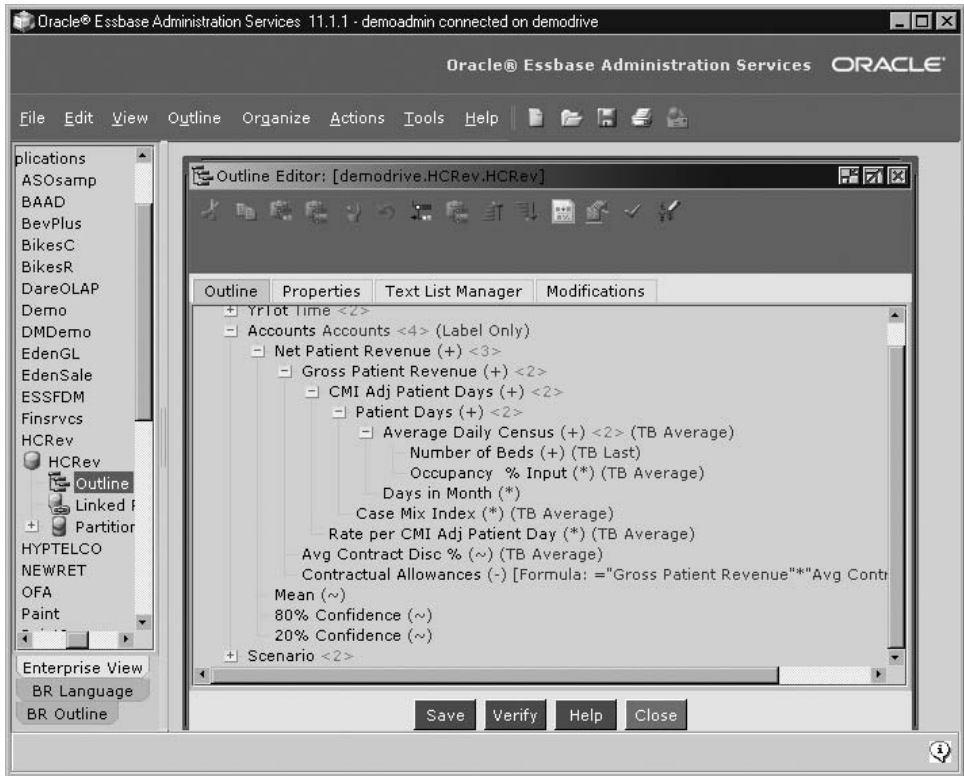 Oracle® Essbase Administration Services 11.1.1 - demoadmin connected on demodrive
Oracle® Essbase Administration Services ORACLE®
File Edit View Outline Organize Actions Tools Help
plications
ASOsamp
BAAD
BevPlus
BikesC
BikesR
DareOLAP
Demo
DMDemo
EdenGL
EdenSale
ESSFDM
Finsrvcs
HCRev
HCRev
Outline
Linked
Partition
HYPTELCO
NEWRET
OFA
Paint
Enterprise View
BR Language
BR Outline
Outline Editor: [demodrive.HCRev.HCRev]
Outline Properties Text List Manager Modifications
YrTot Time <2>
Accounts Accounts <4> (Label Only)
Net Patient Revenue (+) <3>
Gross Patient Revenue (+) <2>
CMI Adj Patient Days (+) <2>
Patient Days (+) <2>
Average Daily Census (+) <2> (TB Average)
Number of Beds (+) (TB Last)
Occupancy % Input (*) (TB Average)
Days in Month (*)
Case Mix Index (*) (TB Average)
Rate per CMI Adj Patient Day (*) (TB Average)
Avg Contract Disc % (~) (TB Average)
Contractual Allowances (-) [Formula: ="Gross Patient Revenue"*"Avg Contr
Mean (~)
80% Confidence (~)
20% Confidence (~)
Scenario <2>
Save Verify Help Close